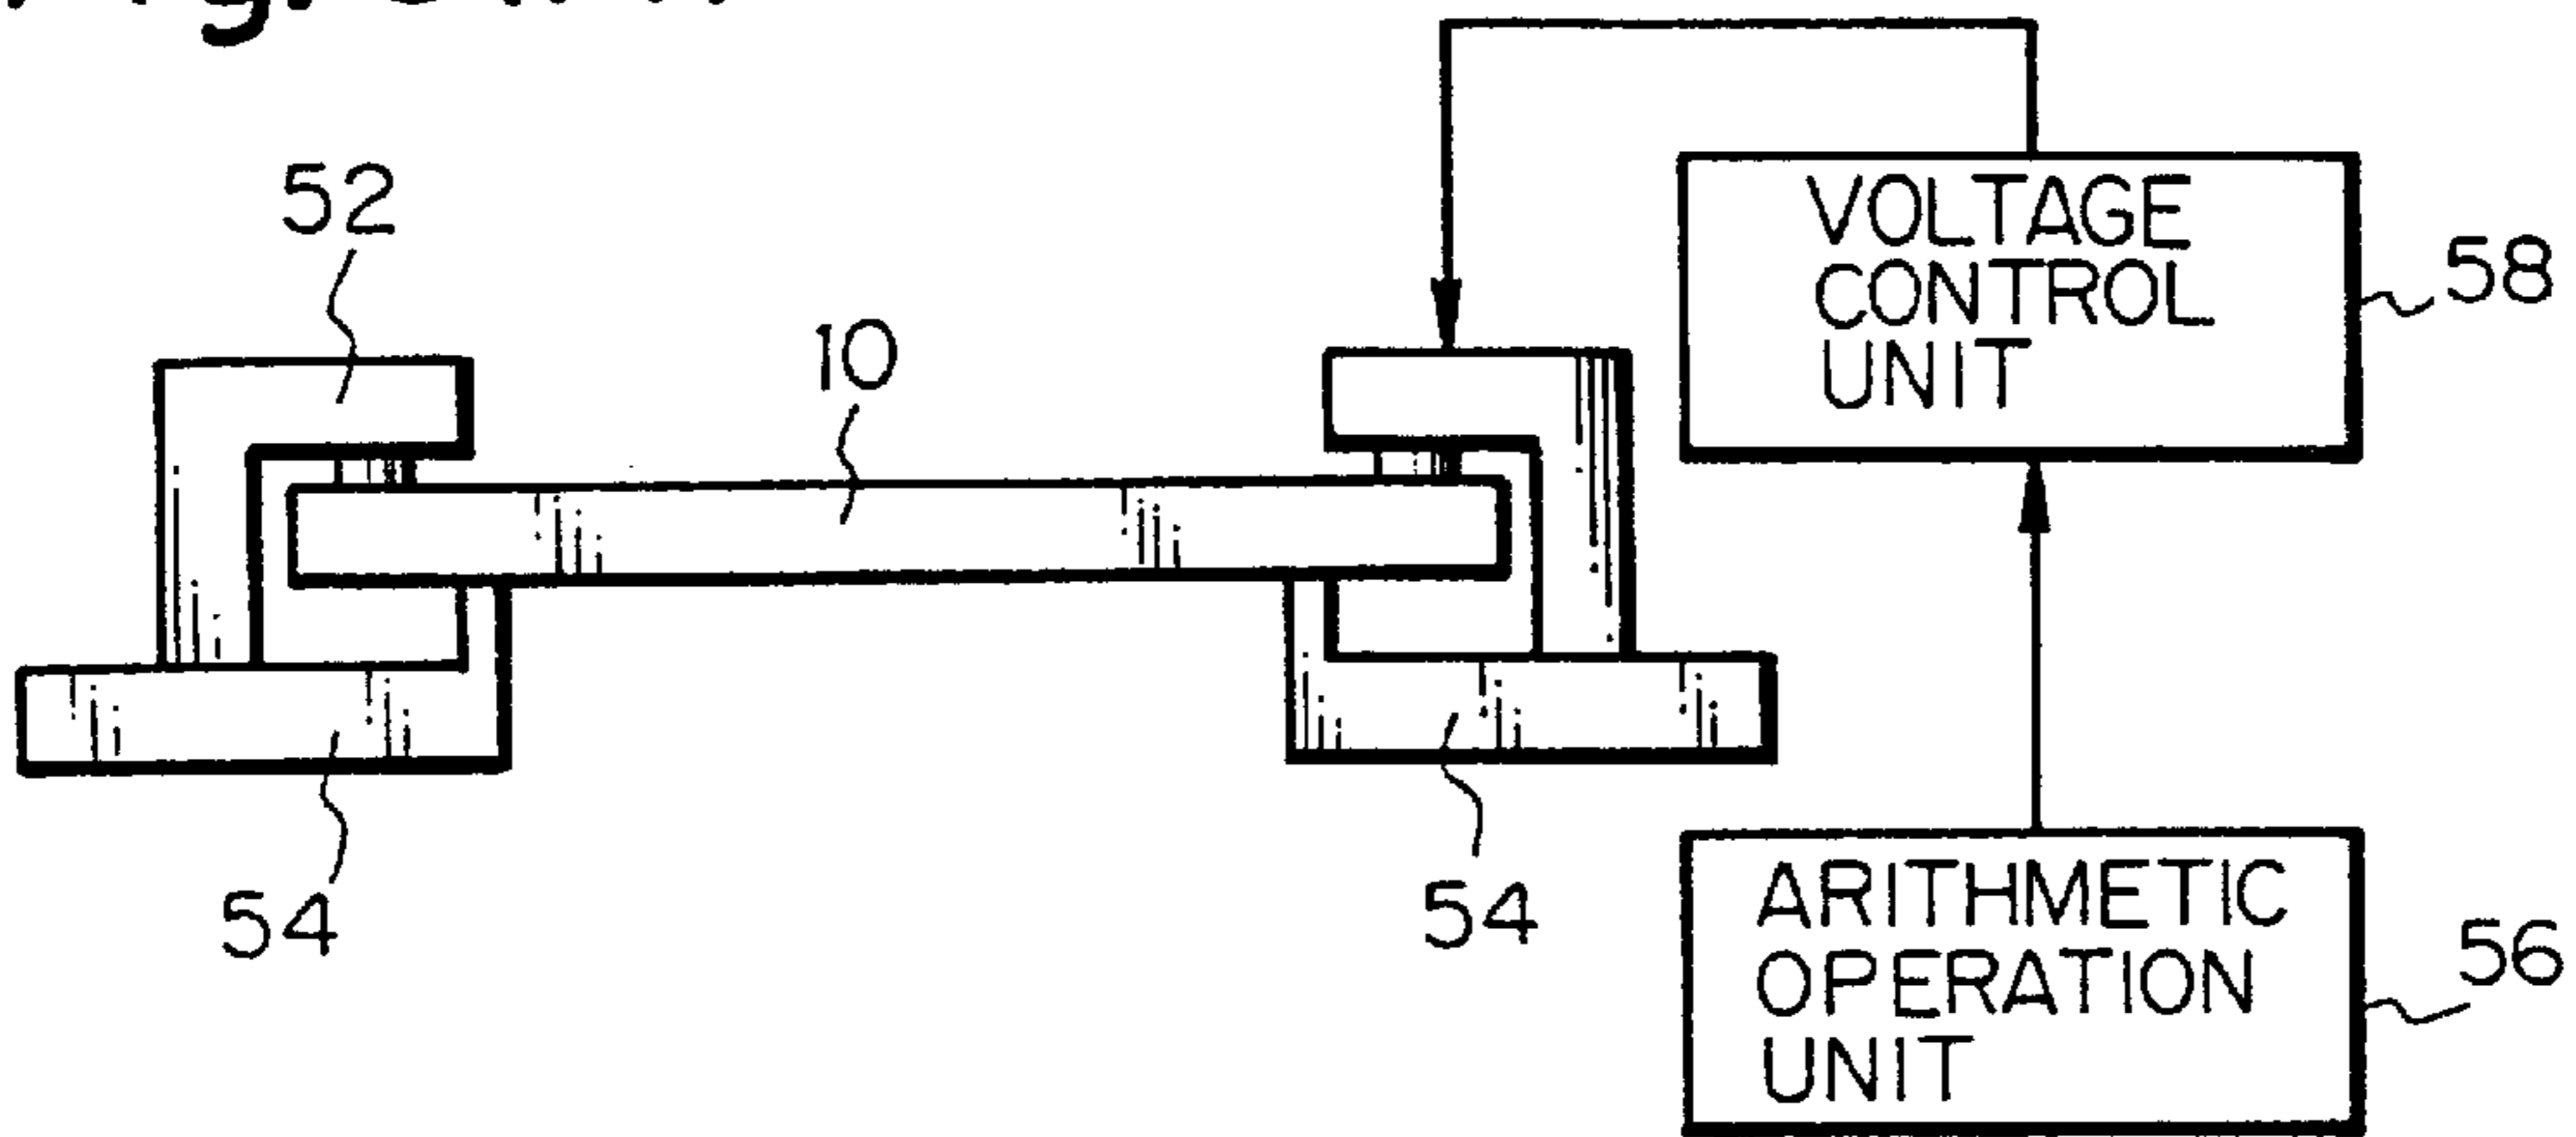 52
10
VOLTAGE
CONTROL
UNIT
58
54
54
ARITHMETIC
OPERATION
UNIT
56